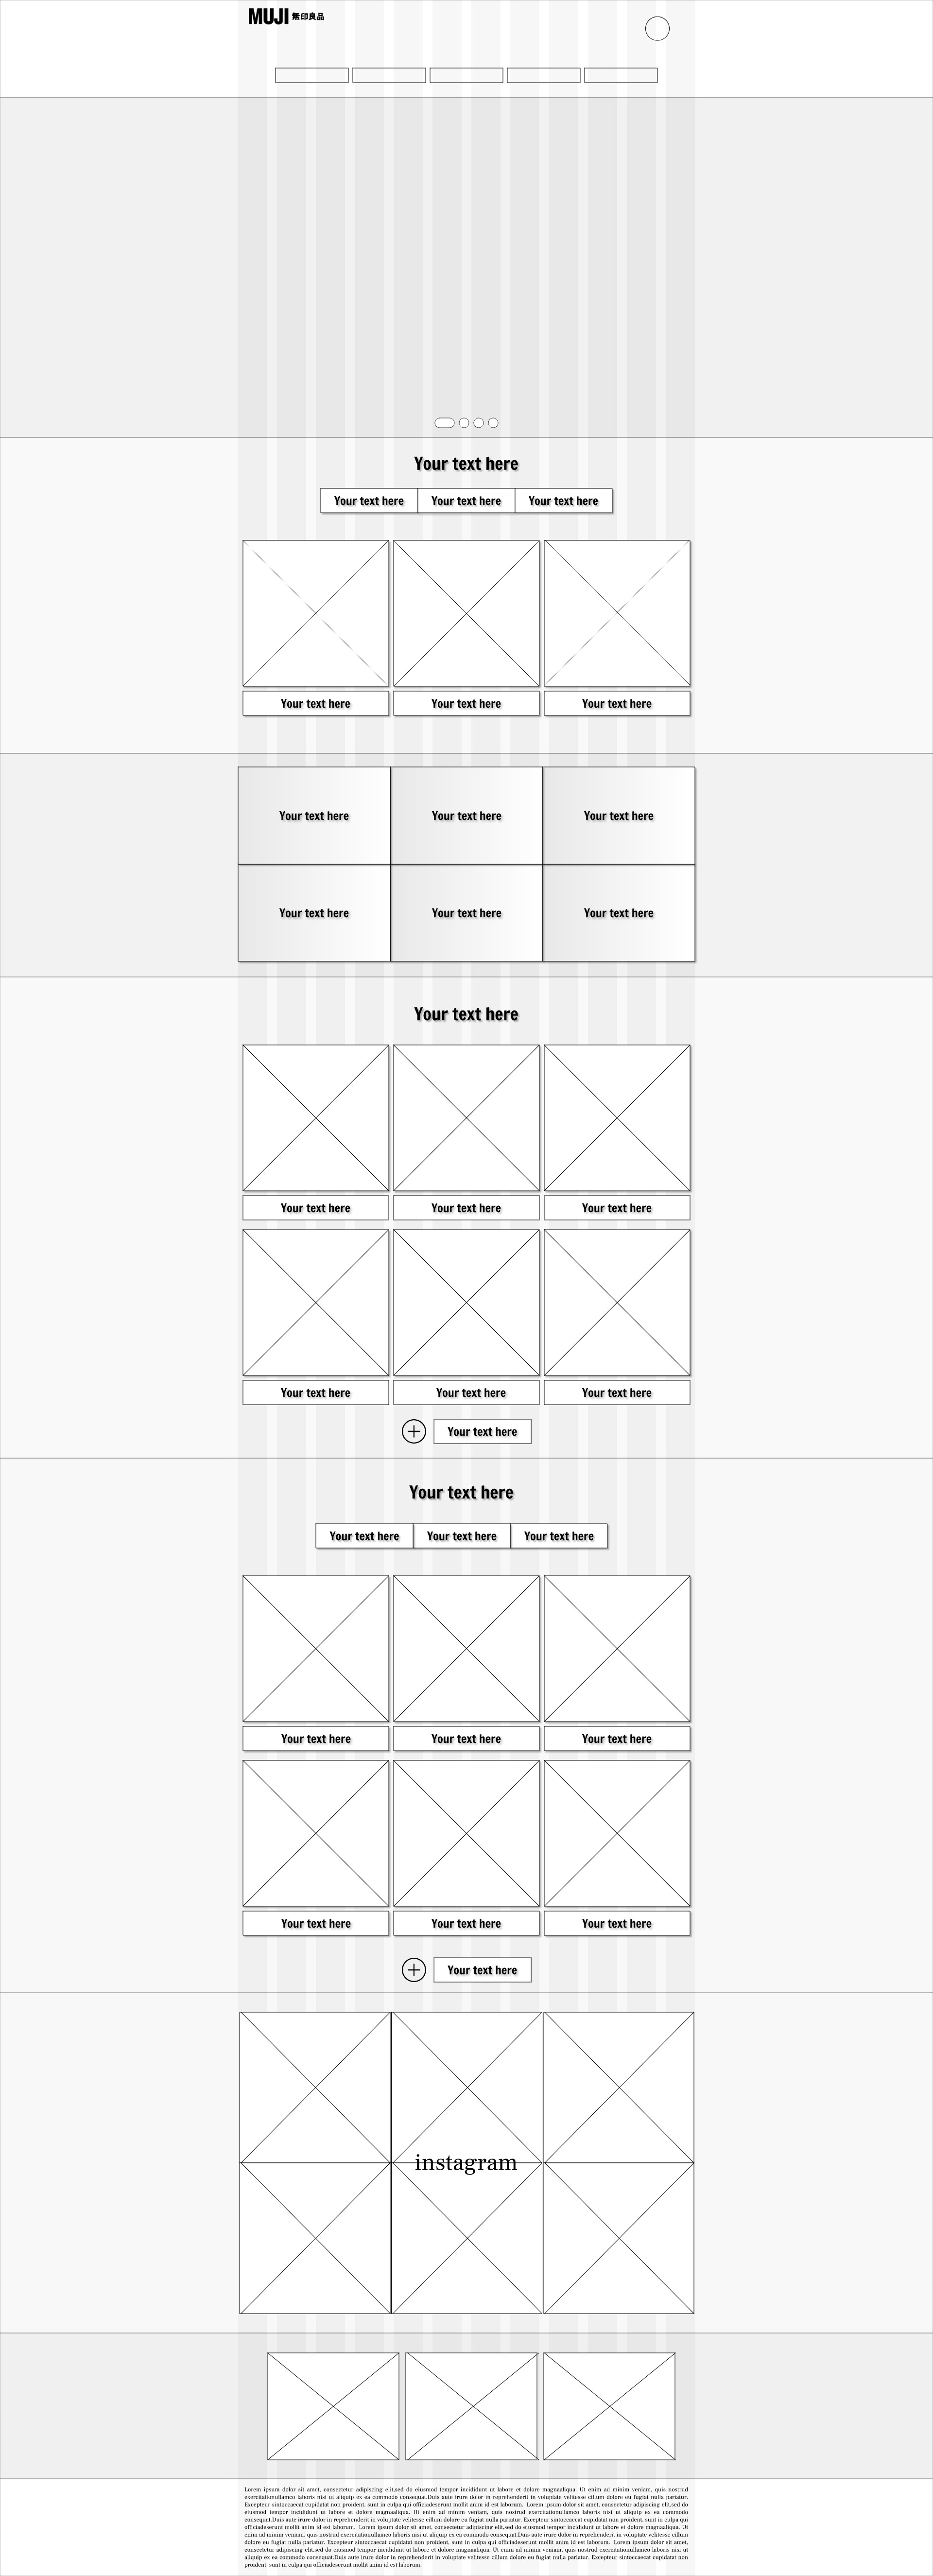 MUJI 無印良品
Your text here
Your text here Your text here Your text here
Your text here Your text here Your text here
Your text here Your text here Your text here
Your text here Your text here Your text here
Your text here
Your text here Your text here Your text here
Your text here Your text here Your text here
Your text here
Your text here
Your text here Your text here Your text here
Your text here Your text here Your text here
Your text here Your text here Your text here
Your text here
instagram
Lorem ipsum dolor sit amet, consectetur adipiscing elit,sed do eiusmod tempor incididunt ut labore et dolore magnaaliqua. Ut enim ad minim veniam, quis nostrud
exercitationullamco laboris nisi ut aliquip ex ea commodo consequat.Duis aute irure dolor in reprehenderit in voluptate velitesse cillum dolore eu fugiat nulla pariatur.
Excepteur sintoccaecat cupidatat non proident, sunt in culpa qui officiadeserunt mollit anim id est laborum. Lorem ipsum dolor sit amet, consectetur adipiscing elit,sed do
eiusmod tempor incididunt ut labore et dolore magnaaliqua. Ut enim ad minim veniam, quis nostrud exercitationullamco laboris nisi ut aliquip ex ea commodo
consequat.Duis aute irure dolor in reprehenderit in voluptate velitesse cillum dolore eu fugiat nulla pariatur. Excepteur sintoccaecat cupidatat non proident, sunt in culpa qui
officiadeserunt mollit anim id est laborum. Lorem ipsum dolor sit amet, consectetur adipiscing elit,sed do eiusmod tempor incididunt ut labore et dolore magnaaliqua. Ut
enim ad minim veniam, quis nostrud exercitationullamco laboris nisi ut aliquip ex ea commodo consequat.Duis aute irure dolor in reprehenderit in voluptate velitesse cillum
dolore eu fugiat nulla pariatur. Excepteur sintoccaecat cupidatat non proident, sunt in culpa qui officiadeserunt mollit anim id est laborum. Lorem ipsum dolor sit amet,
consectetur adipiscing elit,sed do eiusmod tempor incididunt ut labore et dolore magnaaliqua. Ut enim ad minim veniam, quis nostrud exercitationullamco laboris nisi ut
aliquip ex ea commodo consequat.Duis aute irure dolor in reprehenderit in voluptate velitesse cillum dolore eu fugiat nulla pariatur. Excepteur sintoccaecat cupidatat non
proident, sunt in culpa qui officiadeserunt mollit anim id est laborum.